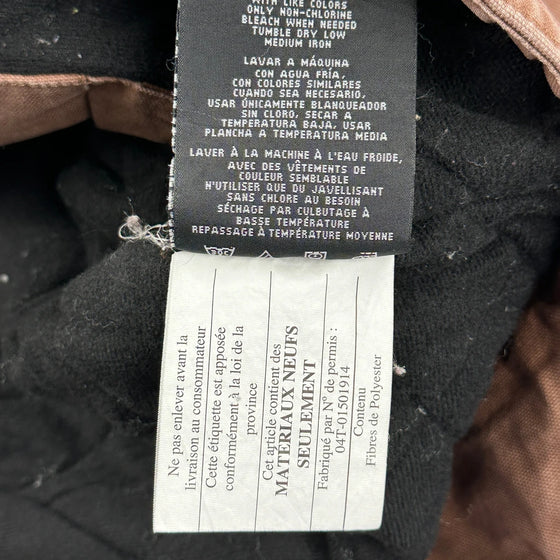 WITH LIKE COLORS
ONLY NON-CHLORINE
BLEACH WHEN NEEDED
TUMBLE DRY LOW
MEDIUM IRON
LAVAR A MÁQUINA
CON AGUA FRÍA,
CON COLORES SIMILARES
CUANDO SEA NECESARIO,
USAR ÚNICAMENTE BLANQUEADOR
SIN CLORO, SECAR A
TEMPERATURA BAJA, USAR
PLANCHA A TEMPERATURA MEDIA
LAVER À LA MACHINE À L'EAU FROIDE,
AVEC DES VÊTEMENTS DE
COULEUR SEMBLABLE
N'UTILISER QUE DU JAVELLISANT
SANS CHLORE AU BESOIN
SÉCHAGE PAR CULBUTAGE À
BASSE TEMPÉRATURE
REPASSAGE À TEMPÉRATURE MOYENNE
Ne pas enlever avant la
livraison au consommateur
Cette étiquette est apposée
conformément à la loi de la
province
Cet article contient des
MATÉRIAUX NEUFS
SEULEMENT
Fabriqué par N° de permis :
04T-01501914
Contenu
Fibres de Polyester